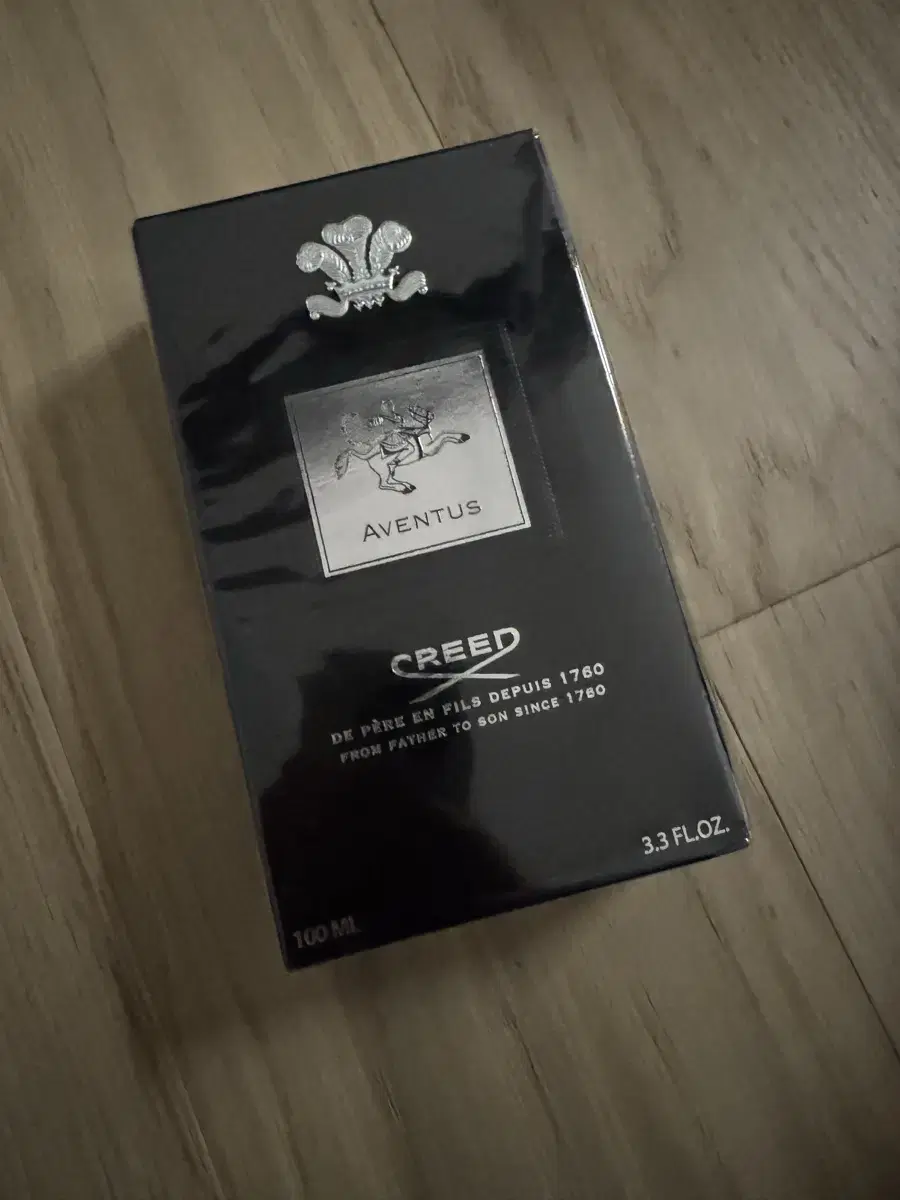 AVENTUS
CREED
DE PÈRE EN FILS DEPUIS 1760
FROM FATHER TO SON SINCE 1760
3.3 FL.OZ.
100 ML